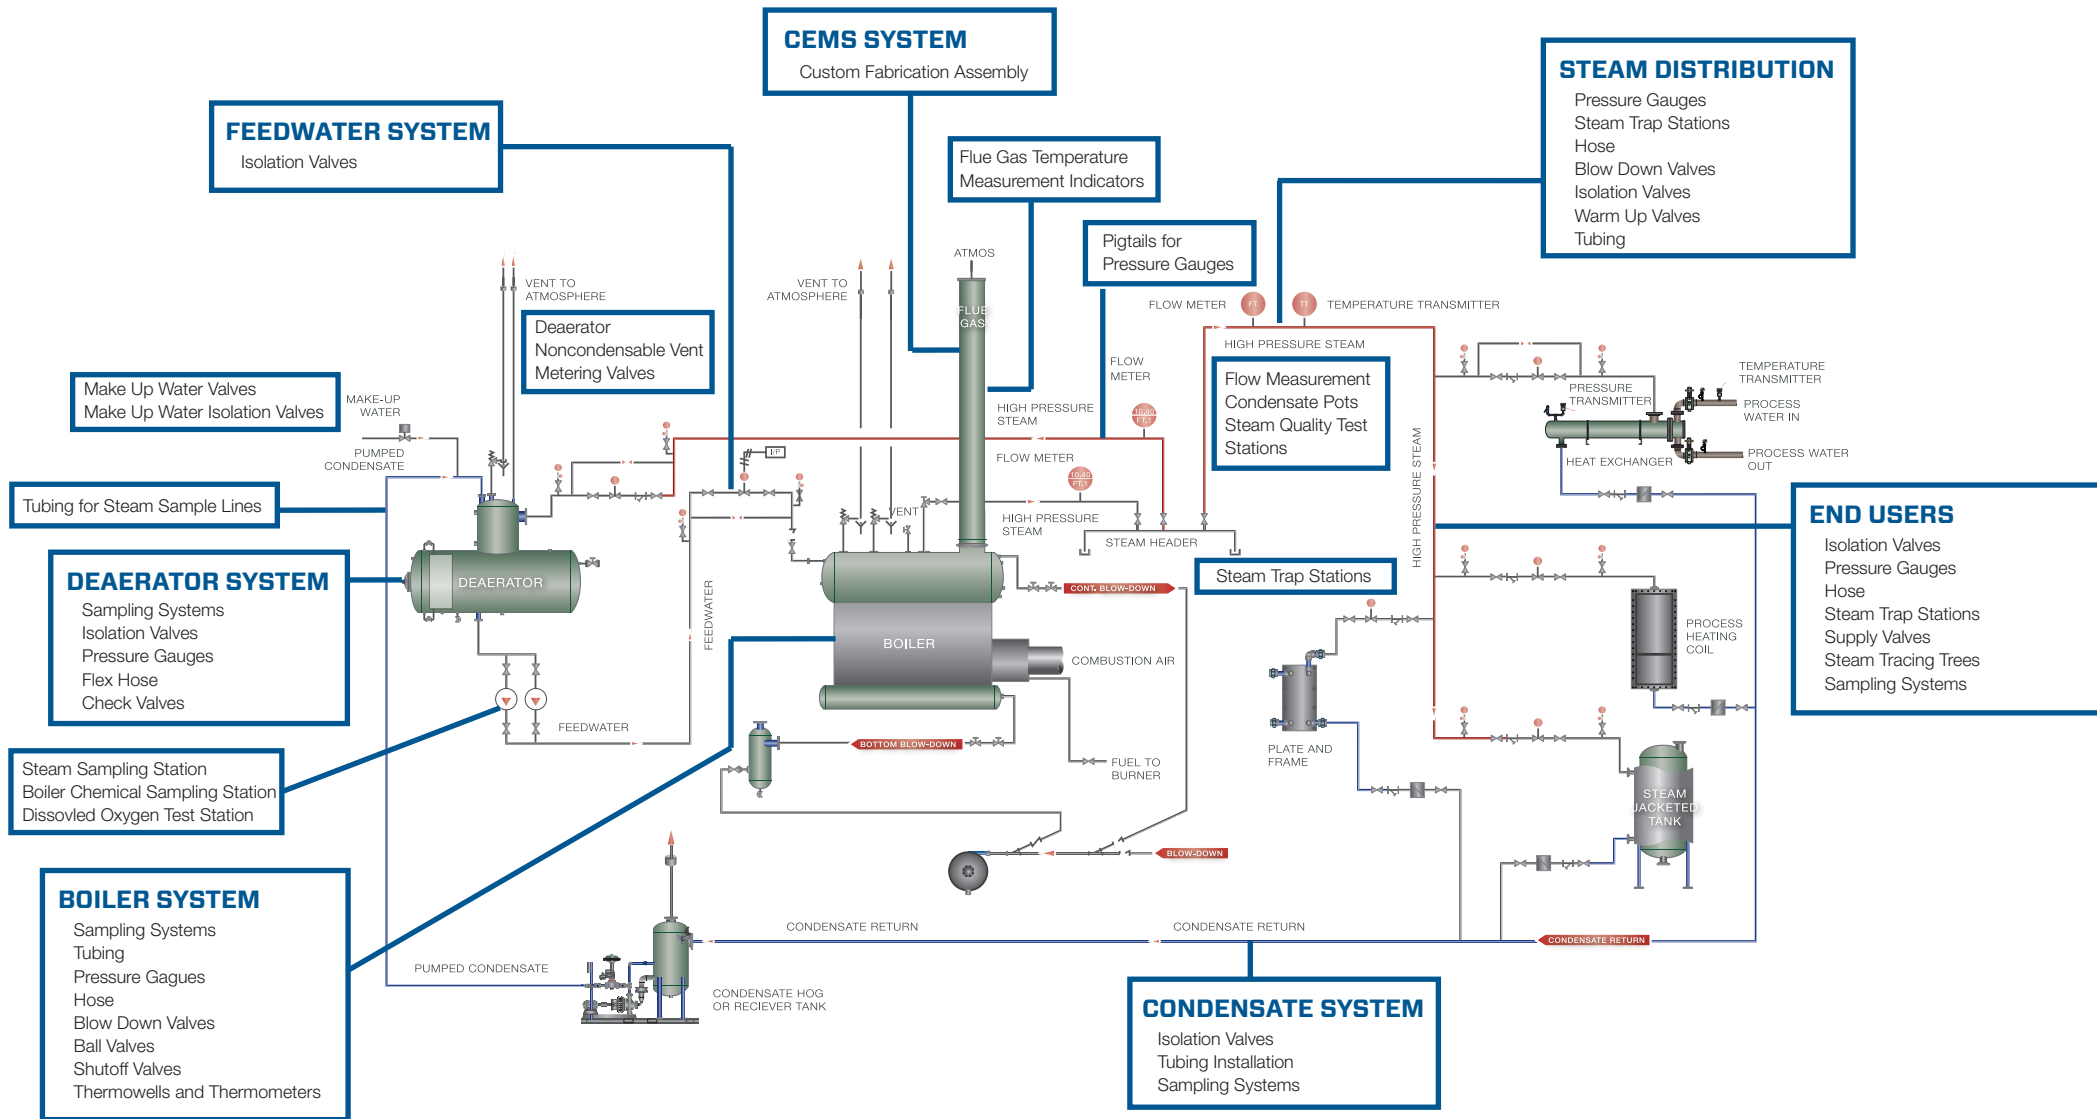 CEMS SYSTEM
Custom Fabrication Assembly
STEAM DISTRIBUTION
Pressure Gauges
Steam Trap Stations
Hose
Blow Down Valves
Isolation Valves
Warm Up Valves
Tubing
FEEDWATER SYSTEM
Isolation Valves
Flue Gas Temperature
Measurement Indicators
Pigtails for
Pressure Gauges
ATMOS
FLUE
GAS
VENT TO
ATMOSPHERE
VENT TO
ATMOSPHERE
Deaerator
Noncondensable Vent
Metering Valves
FLOW METER
FT
TT
TEMPERATURE TRANSMITTER
HIGH PRESSURE STEAM
FLOW
METER
Flow Measurement
Condensate Pots
Steam Quality Test
Stations
Make Up Water Valves
Make Up Water Isolation Valves
MAKE-UP
WATER
PUMPED
CONDENSATE
HIGH PRESSURE
STEAM
10,40
FT.1
FLOW METER
10,40
FT.1
I/P
VENT
HIGH PRESSURE
STEAM
STEAM HEADER
HIGH PRESSURE STEAM
PRESSURE
TRANSMITTER
TEMPERATURE
TRANSMITTER
PROCESS
WATER IN
PROCESS WATER
OUT
HEAT EXCHANGER
Tubing for Steam Sample Lines
DEAERATOR SYSTEM
Sampling Systems
Isolation Valves
Pressure Gauges
Flex Hose
Check Valves
DEAERATOR
FEEDWATER
FEEDWATER
Steam Trap Stations
CONT. BLOW-DOWN
BOILER
COMBUSTION AIR
BOTTOM BLOW-DOWN
FUEL TO
BURNER
BLOW-DOWN
END USERS
Isolation Valves
Pressure Gauges
Hose
Steam Trap Stations
Supply Valves
Steam Tracing Trees
Sampling Systems
PROCESS
HEATING
COIL
PLATE AND
FRAME
STEAM
JACKETED
TANK
Steam Sampling Station
Boiler Chemical Sampling Station
Dissovled Oxygen Test Station
BOILER SYSTEM
Sampling Systems
Tubing
Pressure Gagues
Hose
Blow Down Valves
Ball Valves
Shutoff Valves
Thermowells and Thermometers
PUMPED CONDENSATE
CONDENSATE HOG
OR RECIEVER TANK
CONDENSATE RETURN
CONDENSATE RETURN
CONDENSATE RETURN
CONDENSATE SYSTEM
Isolation Valves
Tubing Installation
Sampling Systems